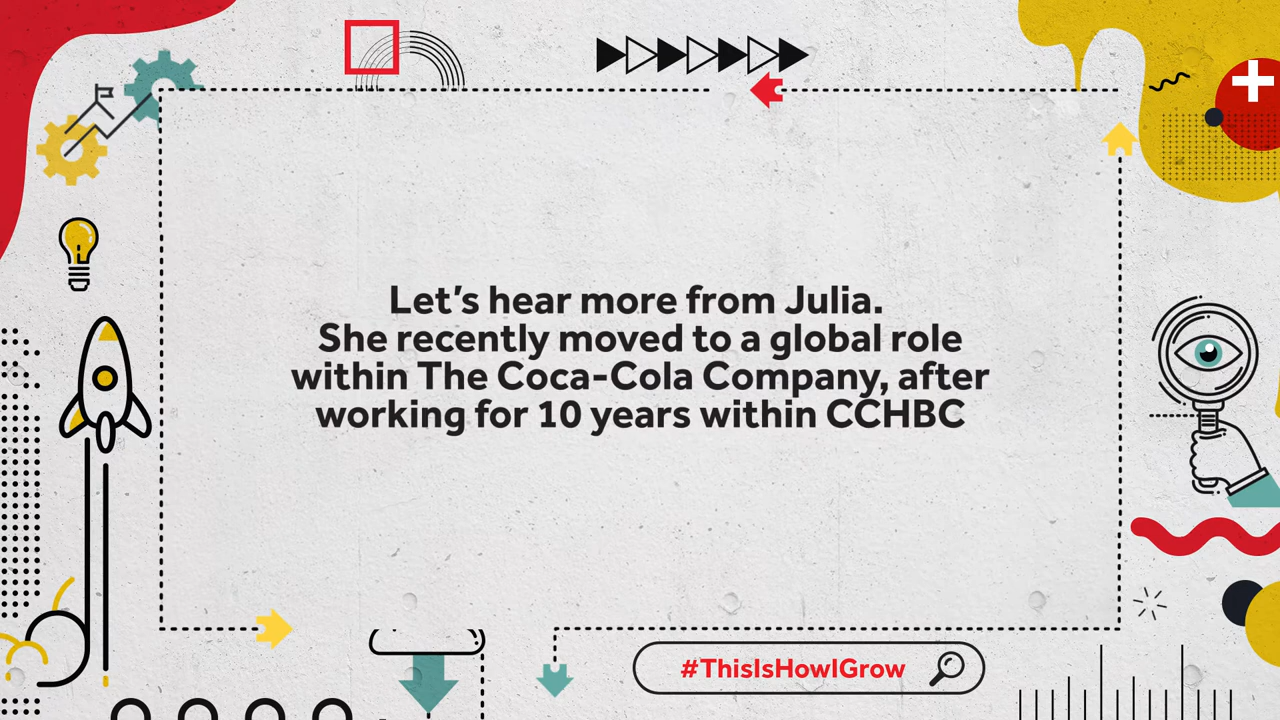 Let's hear more from Julia.
She recently moved to a global role
within The Coca-Cola Company, after
working for 10 years within CCHBC
#ThisIsHowIGrow